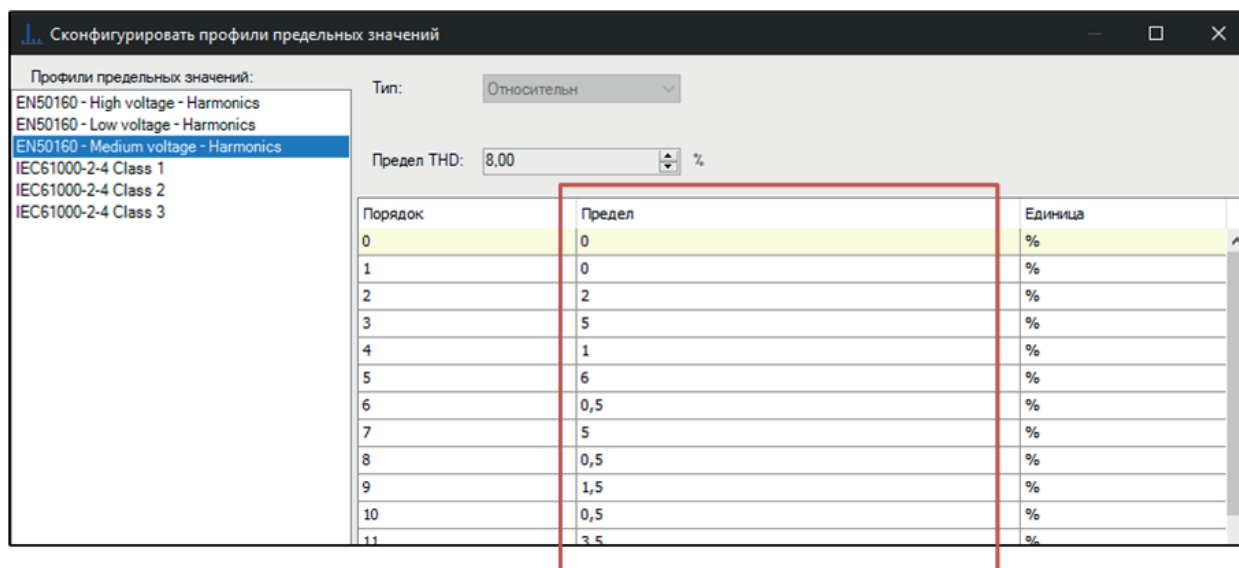 Сконфигурировать профили предельных значений
Профили предельных значений:
EN50160 - High voltage - Harmonics
EN50160 - Low voltage - Harmonics
EN50160 - Medium voltage - Harmonics
IEC61000-2-4 Class 1
IEC61000-2-4 Class 2
IEC61000-2-4 Class 3
Тип: Относительн
Предел THD: 8,00 %
Порядок Предел Единица
0 0 %
1 0 %
2 2 %
3 5 %
4 1 %
5 6 %
6 0,5 %
7 5 %
8 0,5 %
9 1,5 %
10 0,5 %
11 3,5 %